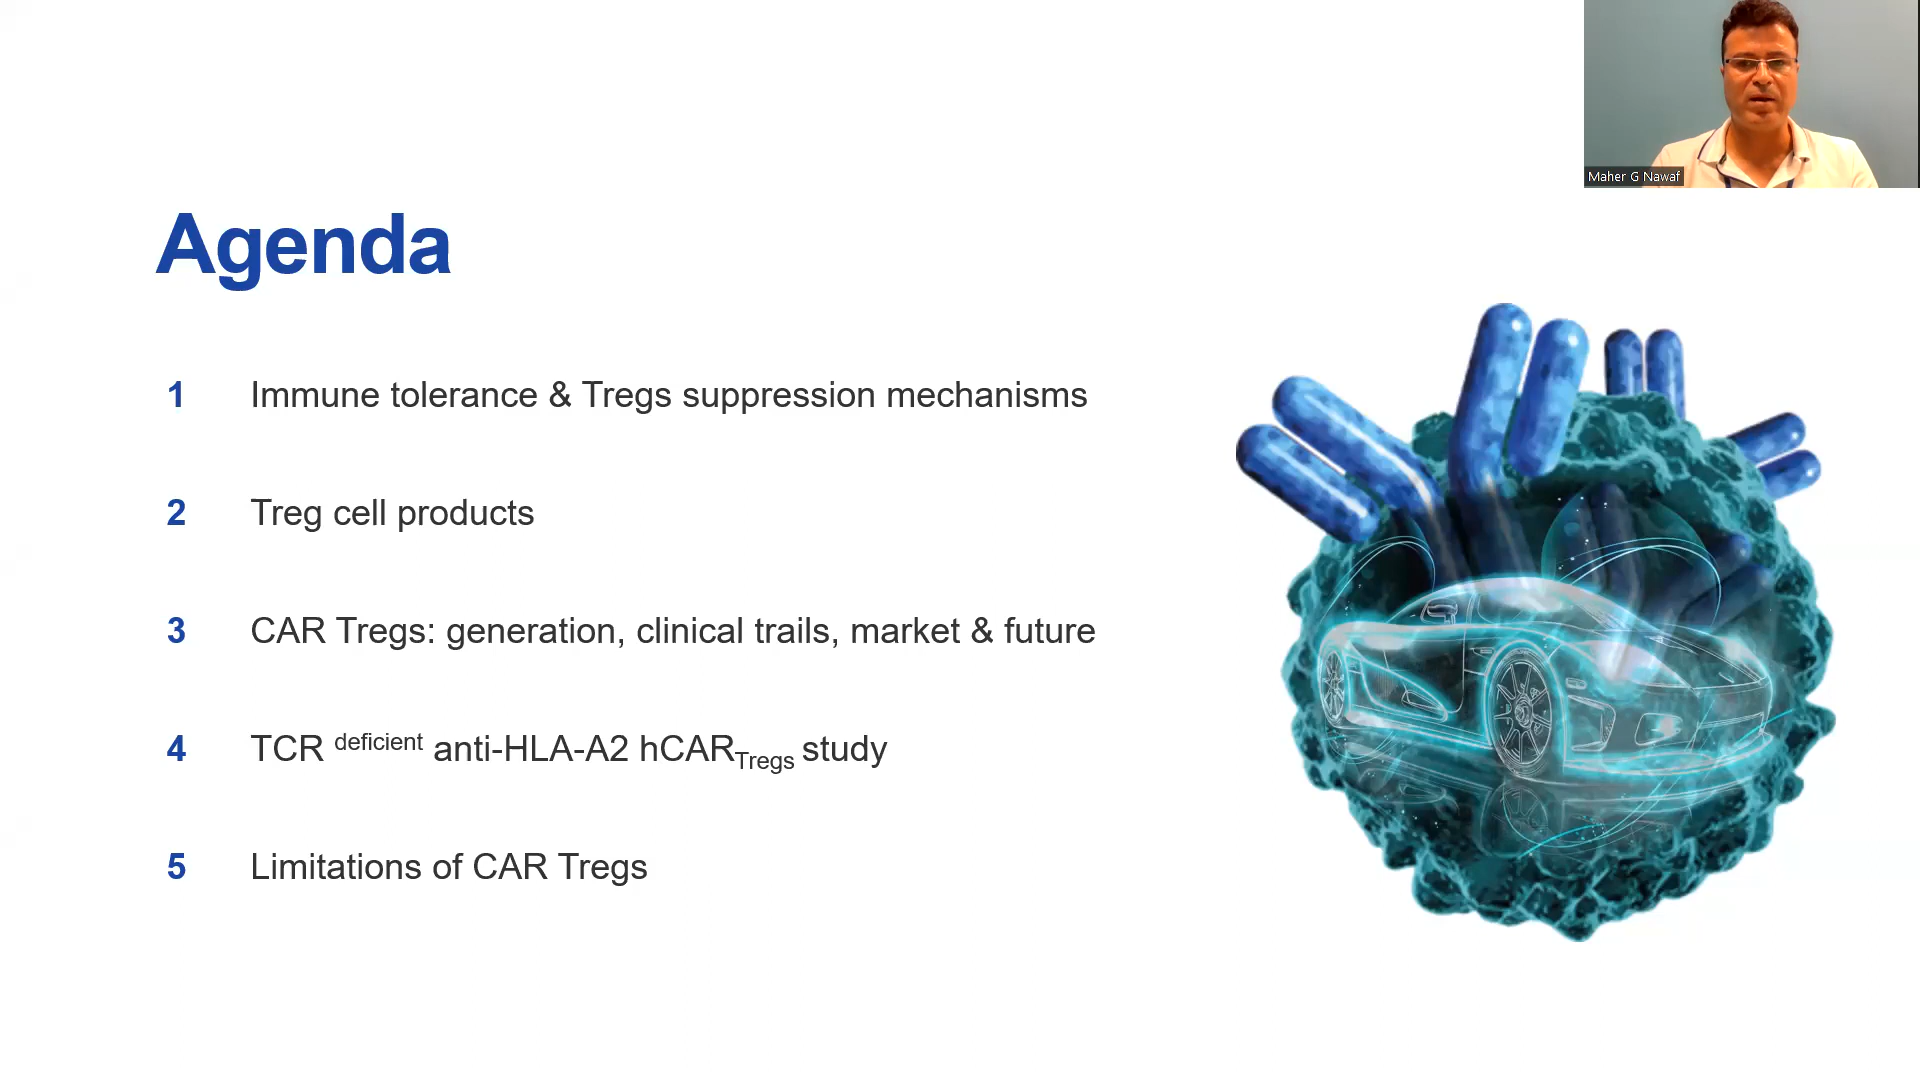 Maher G Nawaf
Agenda
1 Immune tolerance & Tregs suppression mechanisms
2 Treg cell products
3 CAR Tregs: generation, clinical trails, market & future
4 TCR deficient anti-HLA-A2 hCARTregs study
5 Limitations of CAR Tregs